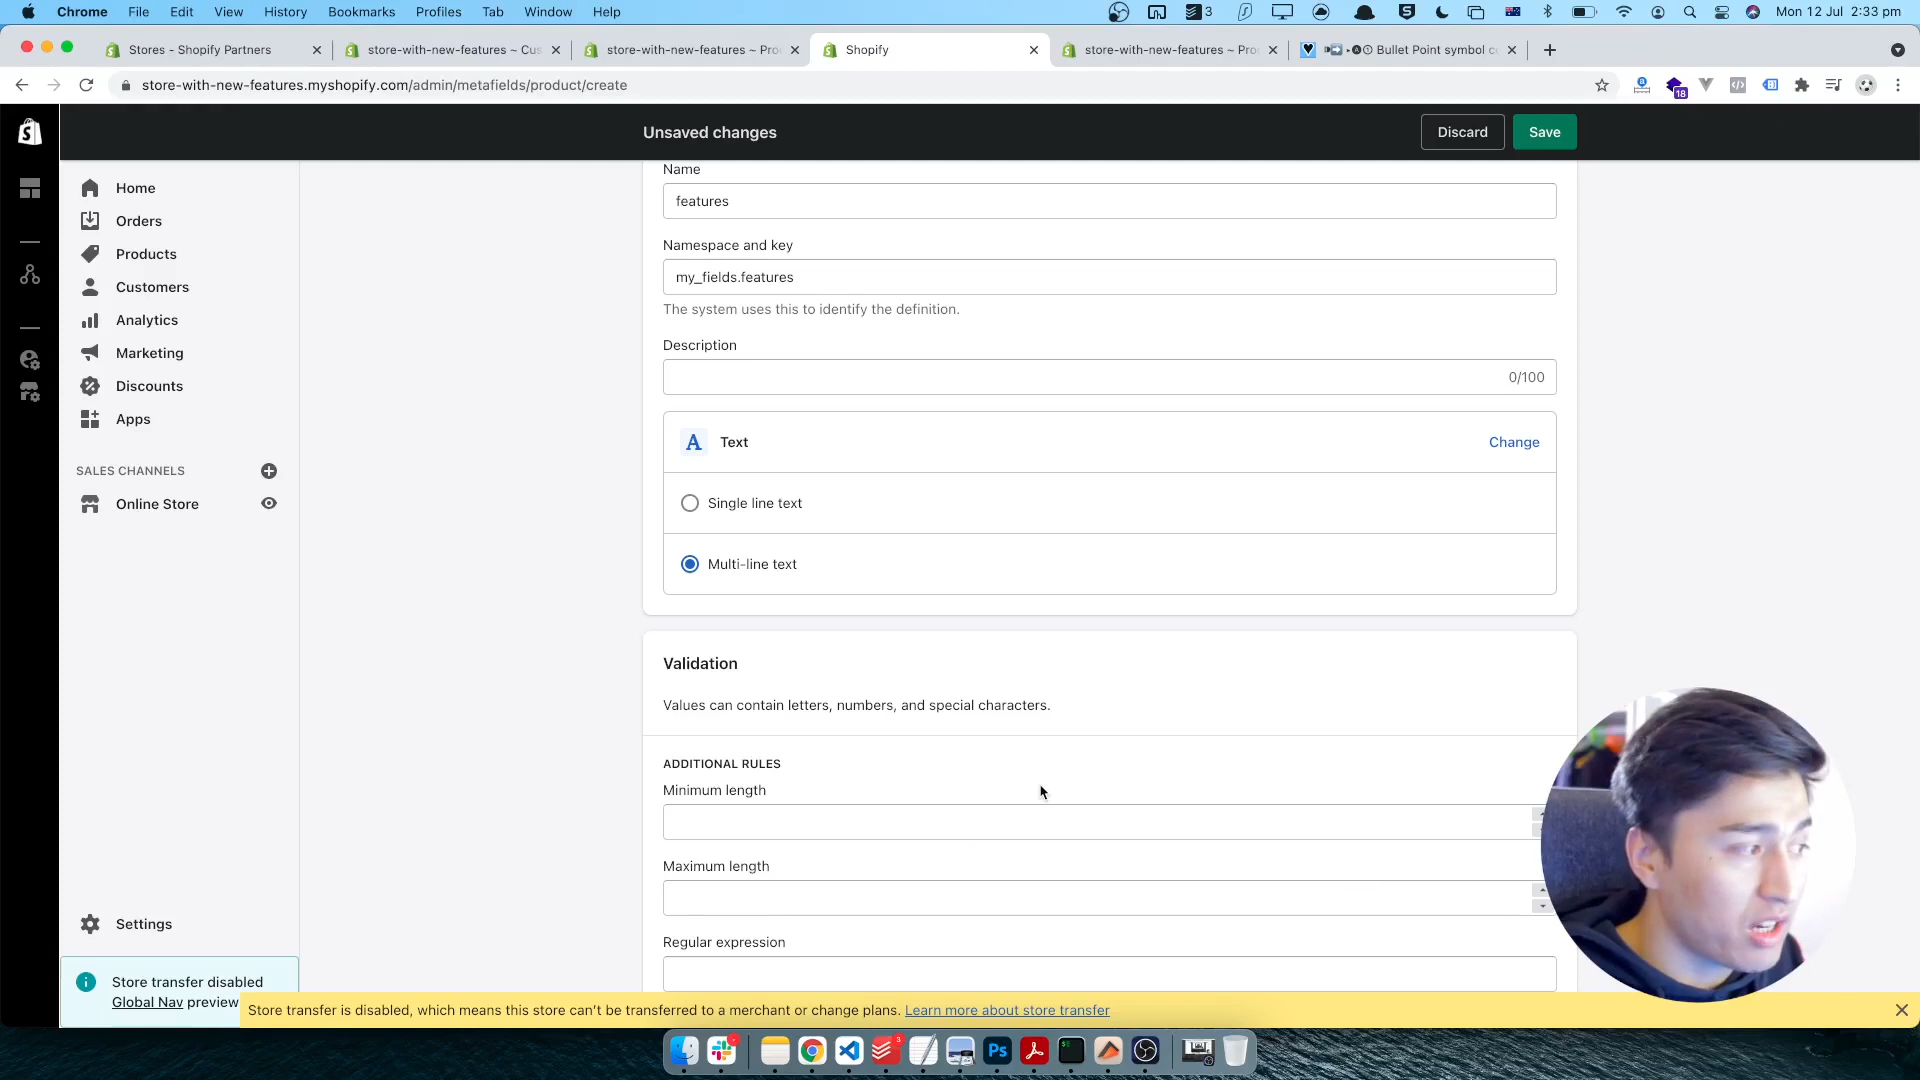 Chrome File Edit View History Bookmarks Profiles Tab Window Help
3
Mon 12 Jul 2:33 pm
Stores - Shopify Partners
store-with-new-features ~ Cus
store-with-new-features ~ Pro
Shopify
store-with-new-features ~ Pro
Bullet Point symbol c
store-with-new-features.myshopify.com/admin/metafields/product/create
18
Unsaved changes
Discard
Save
Home
Orders
Products
Customers
Analytics
Marketing
Discounts
Apps
SALES CHANNELS
Online Store
Settings
Store transfer disabled
Global Nav preview
Name
features
Namespace and key
my_fields.features
The system uses this to identify the definition.
Description
0/100
A Text
Change
Single line text
Multi-line text
Validation
Values can contain letters, numbers, and special characters.
ADDITIONAL RULES
Minimum length
Maximum length
Regular expression
Store transfer is disabled, which means this store can't be transferred to a merchant or change plans. Learn more about store transfer
3
Ps